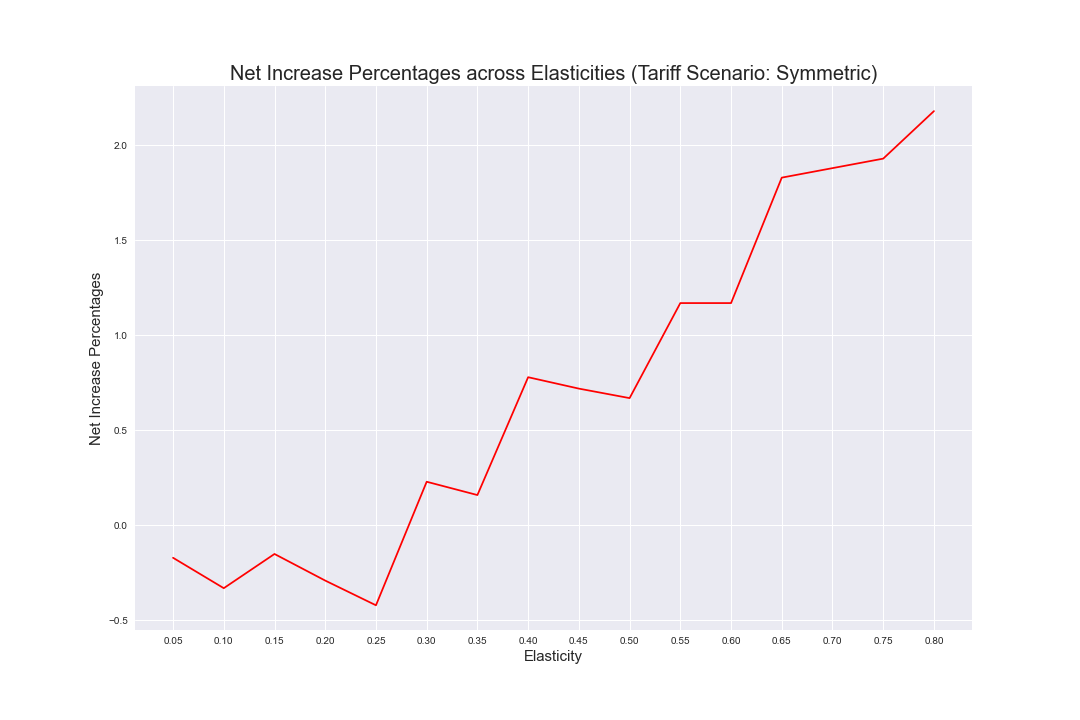 Net Increase Percentages across Elasticities (Tariff Scenario: Symmetric)
Net Increase Percentages
2.0
1.5
1.0
0.5
0.0
−0.5
0.05 0.10 0.15 0.20 0.25 0.30 0.35 0.40 0.45 0.50 0.55 0.60 0.65 0.70 0.75 0.80
Elasticity